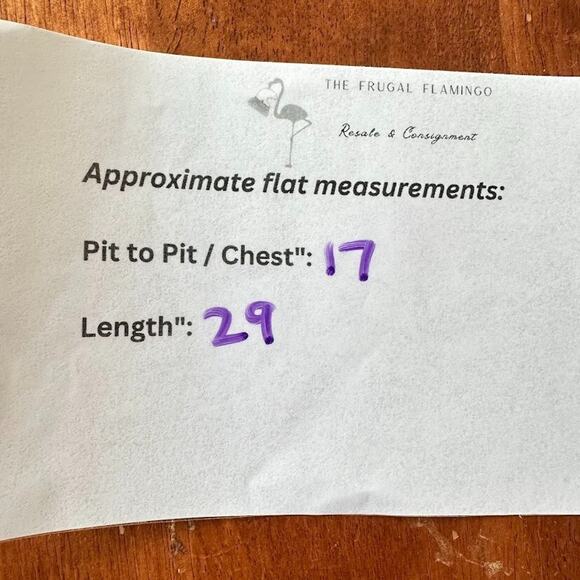 THE FRUGAL FLAMINGO
Resale & Consignment
Approximate flat measurements:
Pit to Pit / Chest": 17
Length": 29